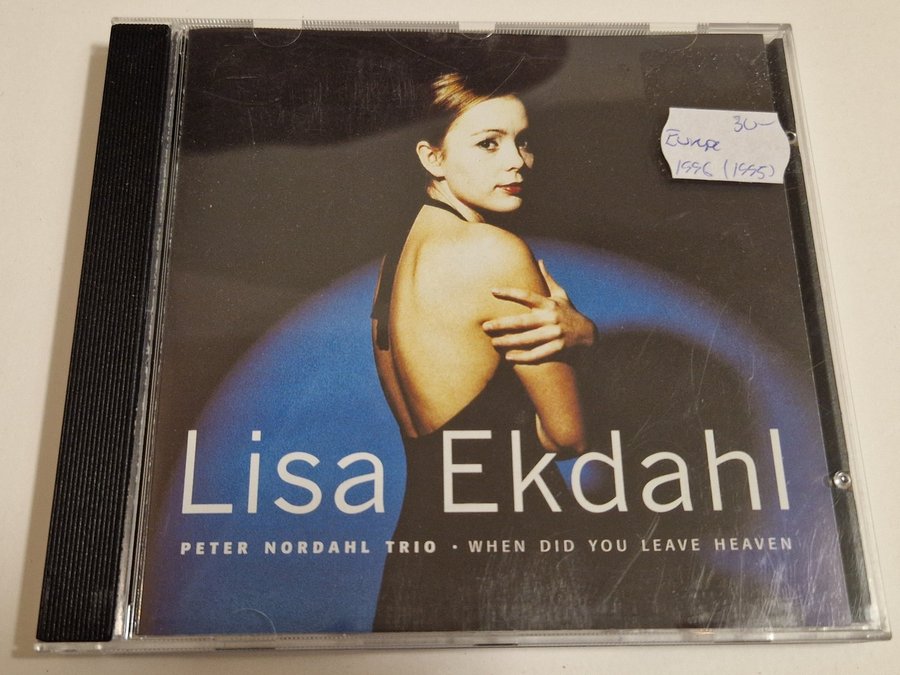 30-
Europe
1996 (1995)
Lisa Ekdahl
PETER NORDAHL TRIO • WHEN DID YOU LEAVE HEAVEN